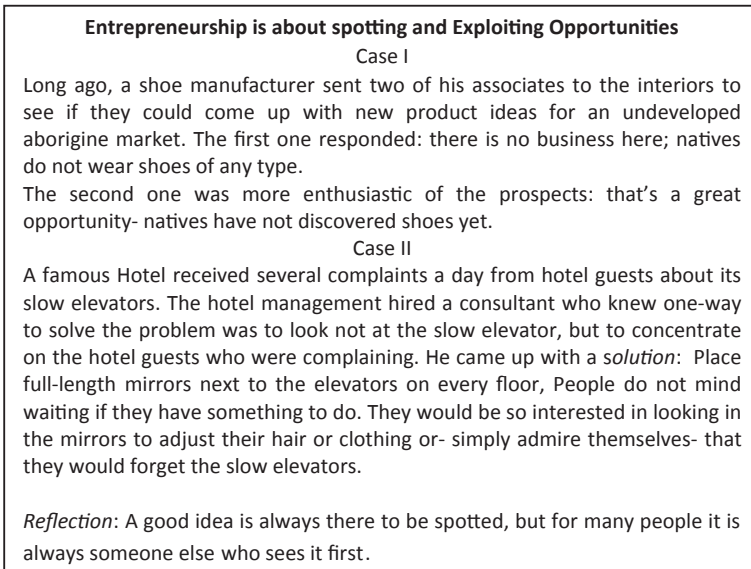 Entrepreneurship is about spotting and Exploiting Opportunities
Case I
Long ago, a shoe manufacturer sent two of his associates to the interiors to
see if they could come up with new product ideas for an undeveloped
aborigine market. The first one responded: there is no business here; natives
do not wear shoes of any type.
The second one was more enthusiastic of the prospects: that’s a great
opportunity- natives have not discovered shoes yet.
Case II
A famous Hotel received several complaints a day from hotel guests about its
slow elevators. The hotel management hired a consultant who knew one-way
to solve the problem was to look not at the slow elevator, but to concentrate
on the hotel guests who were complaining. He came up with a solution: Place
full-length mirrors next to the elevators on every floor, People do not mind
waiting if they have something to do. They would be so interested in looking in
the mirrors to adjust their hair or clothing or- simply admire themselves- that
they would forget the slow elevators.
Reflection: A good idea is always there to be spotted, but for many people it is
always someone else who sees it first.